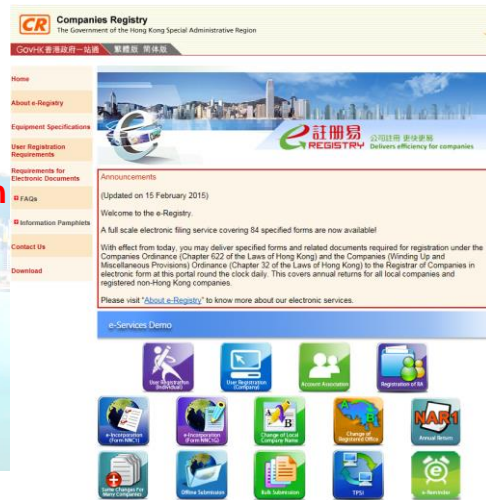 CR Companies Registry
The Government of the Hong Kong Special Administrative Region
GovHK香港政府一站通 繁體版 简体版
Home
About e-Registry
Equipment Specifications
User Registration
Requirements
Requirements for
Electronic Documents
FAQs
Information Pamphlets
Contact Us
Download
n
註冊易 公司註冊 更快更易
e-REGISTRY Delivers efficiency for companies
Announcements
(Updated on 15 February 2015)
Welcome to the e-Registry.
A full scale electronic filing service covering 84 specified forms are now available!
With effect from today, you may deliver specified forms and related documents required for registration under the
Companies Ordinance (Chapter 622 of the Laws of Hong Kong) and the Companies (Winding Up and
Miscellaneous Provisions) Ordinance (Chapter 32 of the Laws of Hong Kong) to the Registrar of Companies in
electronic form at this portal round the clock daily. This covers annual returns for all local companies and
registered non-Hong Kong companies.
Please visit "About e-Registry" to know more about our electronic services.
e-Services Demo
User Registration
(Individual)
User Registration
(Company)
Account Association
Registration of RA
e-Incorporation
(Form NNC1)
e-Incorporation
(Form NNC1G)
A B
Change of Local
Company Name
Change of
Registered Office
NAR1
Annual Return
Same Changes For
Many Companies
Offline Submission
Bulk Submission
TPSI
e-Reminder